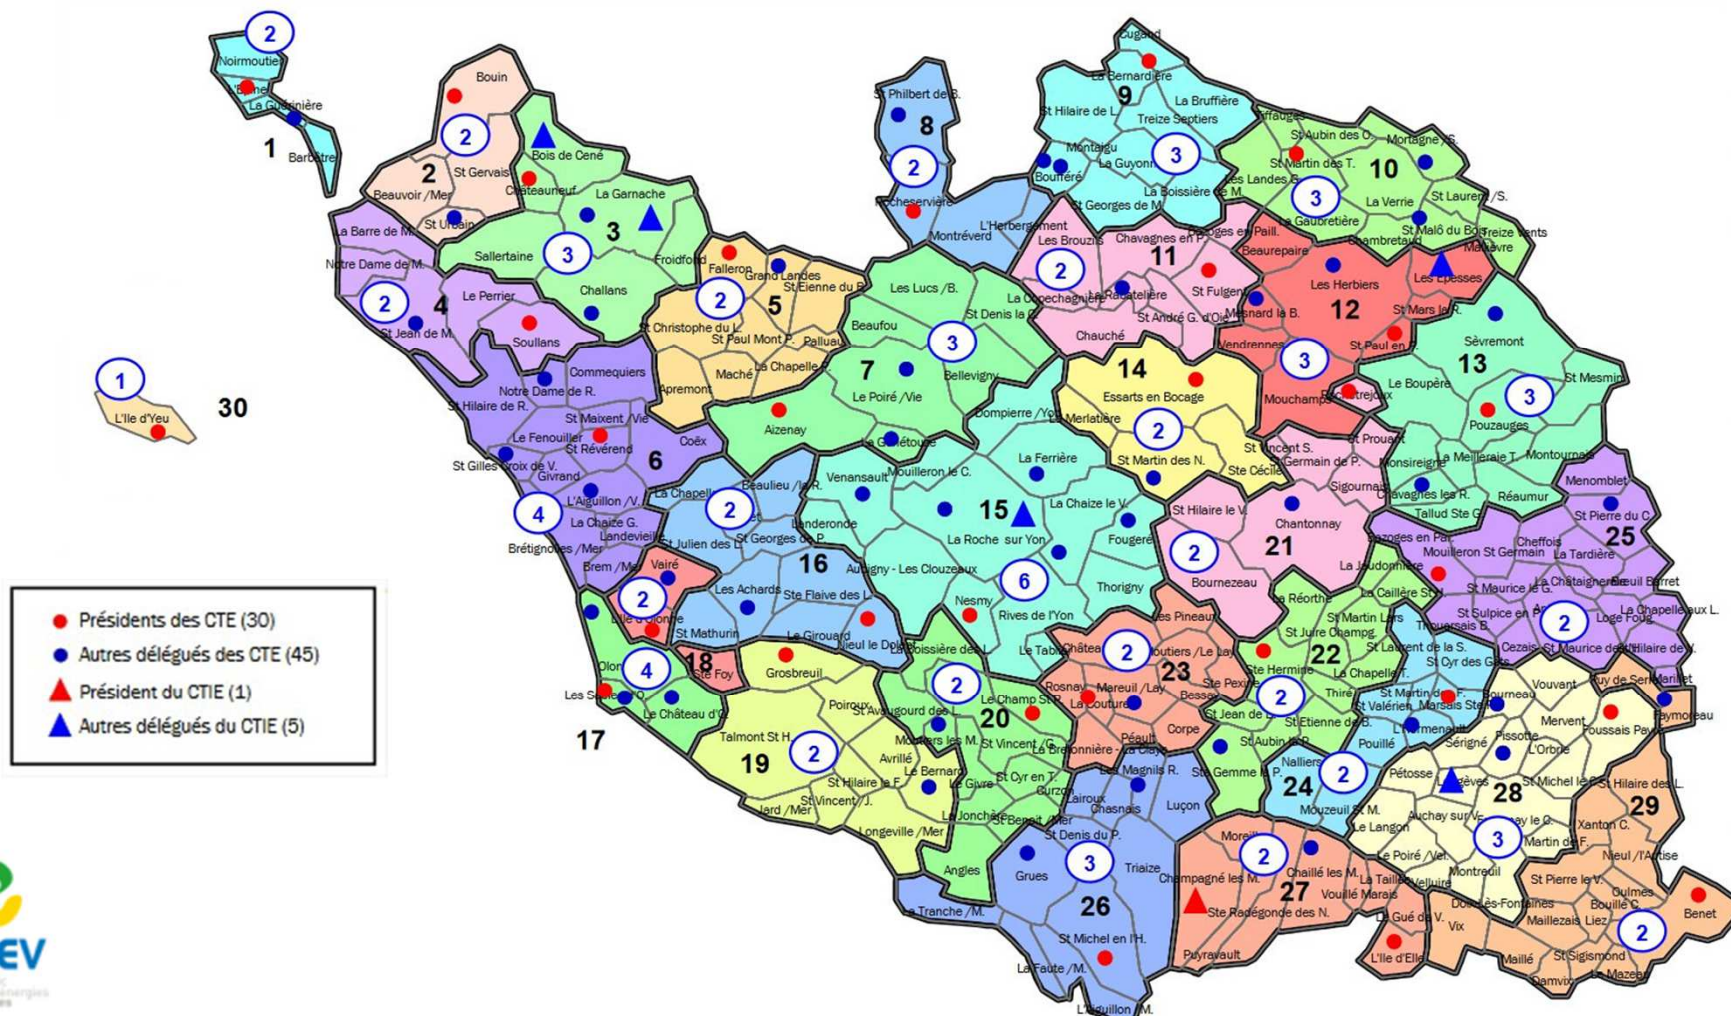 2
Noirmoutier
La Guérinière
Barbâtre
1
Bouin
2
2
St Gervais
Beauvoir /Mer
St Urbain
Bois de Cené
Châteauneuf
La Garnache
3
Sallertaine
3
Froidfond
Challans
La Barre de M.
Notre Dame de M.
2
4
Le Perrier
St Jean de M.
Soullans
Falleron
Grand Landes
2
5
St Christophe du L.
St Paul Mont P.
Palluau
Maché
La Chapelle P.
Apremont
St Philbert de B.
8
2
Rocheservière
L'Herbergement
Montréverd
Cugand
La Bernardière
9
St Hilaire de L.
La Bruffière
Treize Septiers
Montaigu
3
Boufféré
La Boissière de M.
St Georges de M.
Tiffauges
St Aubin des O.
Mortagne /S.
St Martin des T.
10
Les Landes G.
3
La Verrie
St Laurent /S.
La Gaubretière
St Malô du Bois
Treize Vents
Chambretaud
Mallièvre
Les Brouzils
Chavagnes en P.
Bazoges en Paill.
11
2
La Copechagnière
La Rabatelière
St Fulgent
St André G. d'Oie
Chauché
Beaurepaire
Les Herbiers
Les Epesses
12
Mesnard la B.
St Mars la R.
Vendrennes
St Paul en P.
3
Mouchamps
Rochetrejoux
Sèvremont
13
St Mesmin
Le Boupère
3
Pouzauges
La Meilleraie T.
Montournais
Monsireigne
Chavagnes les R.
Réaumur
Tallud Ste G.
Les Lucs /B.
St Denis la C.
Beaufou
3
7
Bellevigny
Le Poiré /Vie
Aizenay
La Génétouze
14
Essarts en Bocage
Merlatière
2
St Martin des N.
Ste Cécile
St Vincent S.
St Prouant
St Germain de P.
Sigournais
1
L'Ile d'Yeu
30
Commequiers
Notre Dame de R.
St Hilaire de R.
St Maixent /Vie
Le Fenouiller
St Révérend
Coëx
6
St Gilles Croix de V.
Givrand
L'Aiguillon /V.
4
La Chaize G.
Landevieille
Brétignoles /Mer
Brem /Mer
Dompierre /Yon
La Ferrière
Mouilleron le C.
Venansault
La Chaize le V.
15
Landeronde
La Roche sur Yon
Fougeré
Aubigny - Les Clouzeaux
6
Thorigny
Nesmy
Rives de l'Yon
Le Tablier
Beaulieu /la R.
La Chapelle
2
St Georges de P.
St Julien des L.
16
Les Achards
Ste Flaive des L.
St Mathurin
Le Girouard
Nieul le Dolent
Vairé
2
L'Ile d'Olonne
4
Les Sables d'O.
Le Château d'O.
17
18
Ste Foy
St Hilaire le V.
Chantonnay
2
21
Bournezeau
Menomblet
St Pierre du C.
Bazoges en Par.
25
Mouilleron St Germain
Cheffois
La Tardière
La Jaudonnière
La Châtaigneraie
Breuil Barret
St Maurice le G.
La Caillère St H.
La Chapelle aux L.
St Sulpice en P.
Loge Foug.
2
Thouarsais B.
Cezais
St Maurice des N.
St Hilaire de V.
La Réorthe
St Martin Lars
St Juire Champg.
22
Ste Hermine
La Chapelle T.
2
Thiré
St Jean de B.
St Etienne de B.
St Aubin la P.
Ste Gemme la P.
Les Pineaux
2
Moutiers /Le Lay
23
Ste Pexine
Rosnay
Mareuil /Lay
Bessay
La Couture
Corpe
Péault
La Bretonnière - La Claye
La Boissière des L.
2
Le Champ St P.
St Avaugourd des L.
20
Moutiers les M.
St Vincent /G.
St Cyr en T.
Le Givre
Curzon
La Jonchère
St Benoit /Mer
Angles
Grosbreuil
Poiroux
Talmont St H.
2
19
Avrillé
Le Bernard
St Hilaire la F.
St Vincent /J.
Jard /Mer
Longeville /Mer
St Laurent de la S.
St Cyr des Gâts
St Martin de F.
Marsais Ste R.
St Valérien
L'Hermenault
Pouillé
Nalliers
24
2
Mouzeuil St M.
Bourneau
Vouvant
Puy de Serre
Marillet
Faymoreau
Mervent
Foussais Payré
Pissotte
Sérigné
L'Orbrie
Pétosse
Longèves
St Michel le C.
28
Auchay sur V.
Le Langon
3
Le Poiré /Vel.
Montreuil
Velluire
St Hilaire des L.
29
Xanton C.
Nieul /l'Autise
St Pierre le V.
Oulmes
Bouillé C.
Benet
Doix-Lès-Fontaines
Vix
Maillezais
Liez
2
Maillé
St Sigismond
Le Mazeau
Damvix
Les Magnils R.
Lairoux
Chasnais
Luçon
St Denis du P.
3
Grues
Triaize
26
La Tranche /M.
St Michel en l'H.
La Faute /M.
L'Aiguillon /M.
Moreilles
2
Champagné les M.
Chaillé les M.
27
Vouillé Marais
La Taillée
Ste Radégonde des N.
Le Gué de V.
L'Ile d'Elle
Puyravault
Présidents des CTE (30)
Autres délégués des CTE (45)
Président du CTIE (1)
Autres délégués du CTIE (5)
EV
énergies